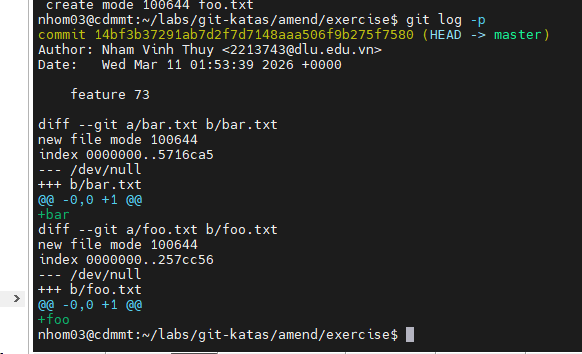 create mode 100644 foo.txt
nhom03@cdmmt:~/labs/git-katas/amend/exercise$ git log -p
commit 14bf3b37291ab7d2f7d7148aaa506f9b275f7580 (HEAD -> master)
Author: Nham Vinh Thuy <2213743@dlu.edu.vn>
Date:   Wed Mar 11 01:53:39 2026 +0000
    feature 73
diff --git a/bar.txt b/bar.txt
new file mode 100644
index 0000000..5716ca5
--- /dev/null
+++ b/bar.txt
@@ -0,0 +1 @@
+bar
diff --git a/foo.txt b/foo.txt
new file mode 100644
index 0000000..257cc56
--- /dev/null
+++ b/foo.txt
@@ -0,0 +1 @@
+foo
nhom03@cdmmt:~/labs/git-katas/amend/exercise$